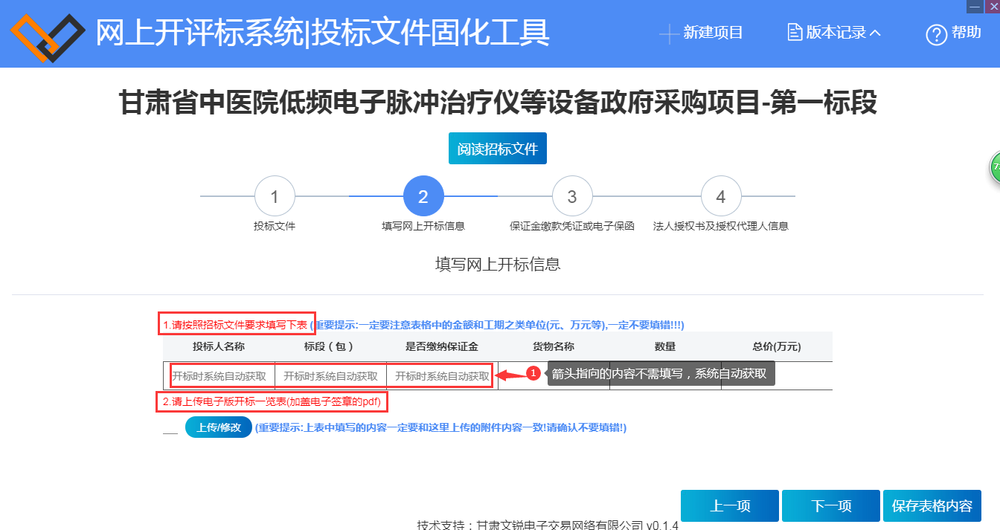 网上开评标系统|投标文件固化工具
新建项目
版本记录
帮助
甘肃省中医院低频电子脉冲治疗仪等设备政府采购项目-第一标段
阅读招标文件
1 2 3 4
投标文件 填写网上开标信息 保证金缴款凭证或电子保函 法人授权书及授权代理人信息
填写网上开标信息
1.请按照招标文件要求填写下表 (重要提示:一定要注意表格中的金额和工期之类单位(元、万元等),一定不要填错!!!)
投标人名称 标段（包） 是否缴纳保证金 货物名称 数量 总价(万元)
开标时系统自动获取 开标时系统自动获取 开标时系统自动获取 1 箭头指向的内容不需填写，系统自动获取
2.请上传电子版开标一览表(加盖电子签章的pdf)
上传/修改 (重要提示:上表中填写的内容一定要和这里上传的附件内容一致!请确认不要填错!)
上一项 下一项 保存表格内容
技术支持：甘肃文锐电子交易网络有限公司 v0.1.4